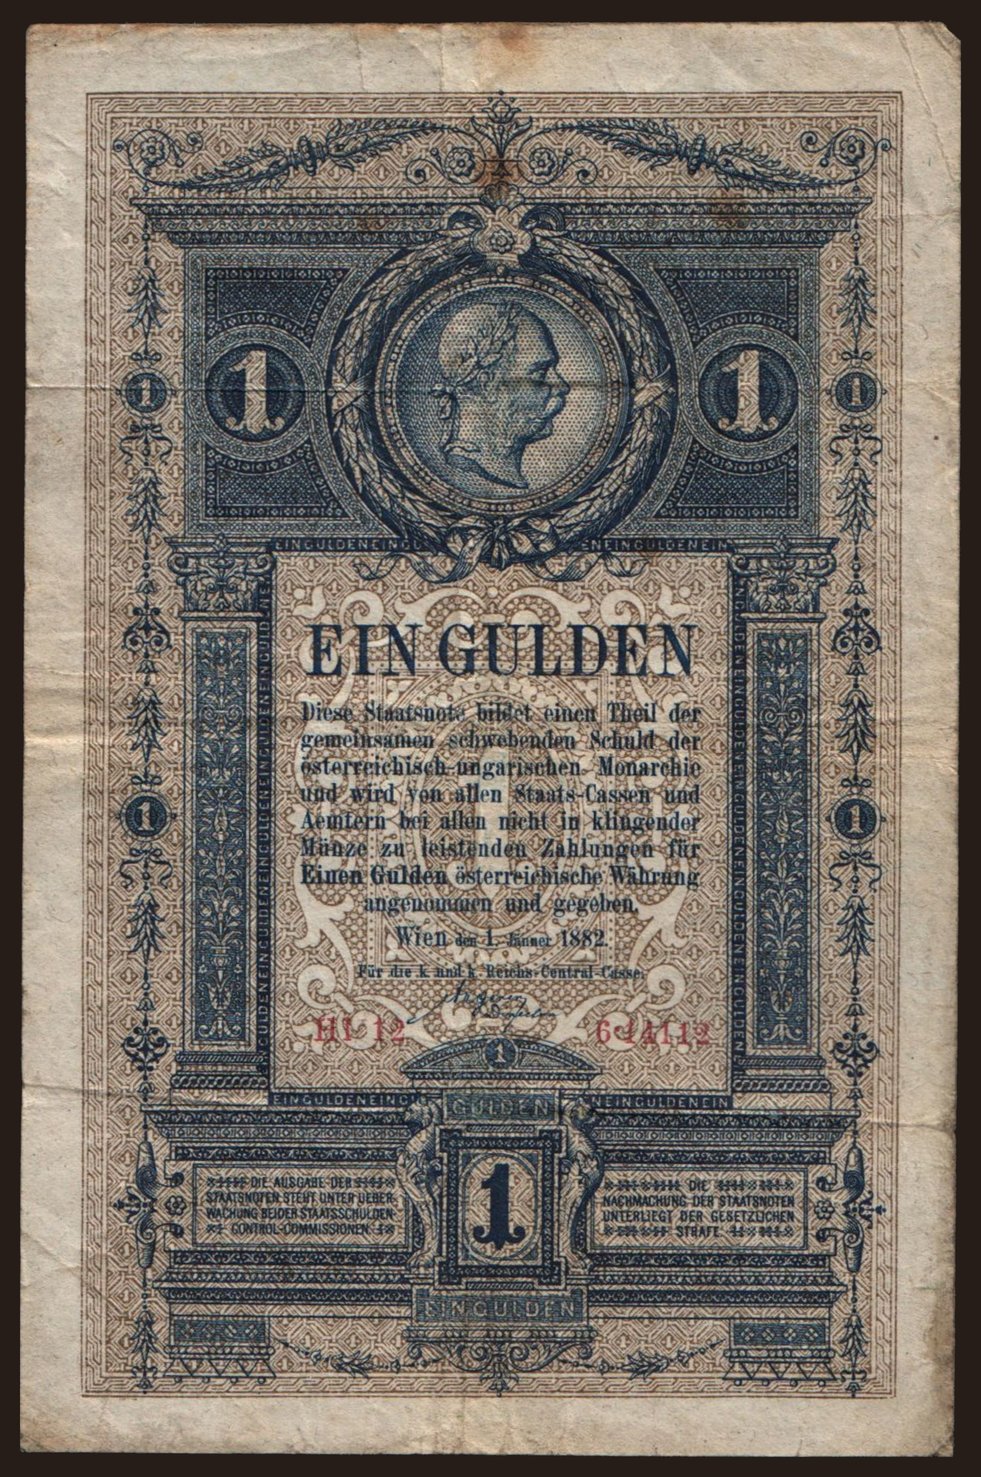 1 1
1 1
EIN GULDEN
Diese Staatsnote bildet einen Theil der
gemeinsamen schwebenden Schuld der
österreichisch-ungarischen Monarchie
und wird von allen Staats-Cassen und
Aemtern bei allen nicht in klingender
Münze zu leistenden Zahlungen für
Einen Gulden österreichische Währung
angenommen und gegeben.
1 1
Wien den 1. Jänner 1882.
Für die k. und k. Reichs-Central-Casse:
H1 12
1
GULDEN
1
DIE AUSGABE DER
STAATSNOTEN STEHT UNTER UEBER-
WACHUNG BEIDER STAATSSCHULDEN-
CONTROL-COMMISSIONEN
DIE
NACHMACHUNG DER STAATSNOTEN
UNTERLIEGT DER GESETZLICHEN
STRAFE
EIN GULDEN